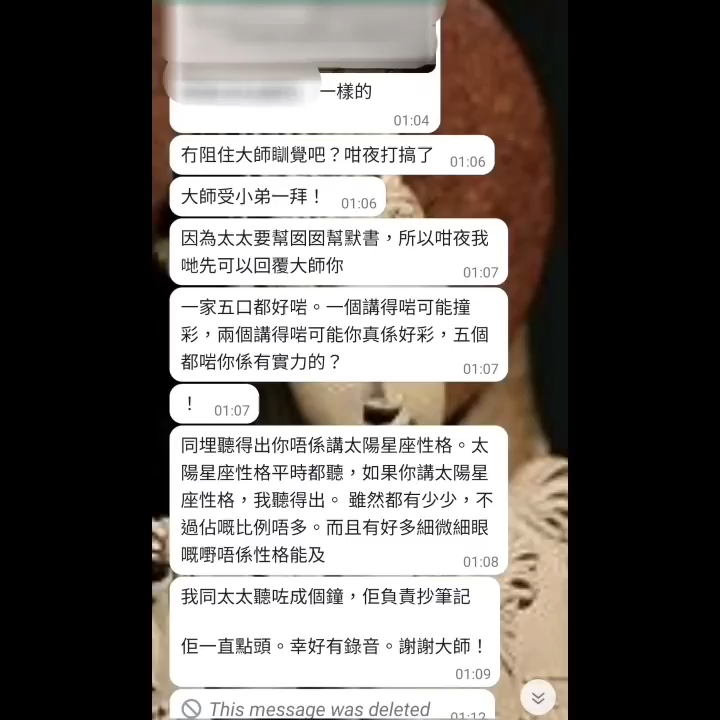 一樣的
01:04
冇阻住大師瞓覺吧？咁夜打搞了
01:06
大師受小弟一拜！
01:06
因為太太要幫囡囡幫默書，所以咁夜我
哋先可以回覆大師你
01:07
一家五口都好啱。一個講得啱可能撞
彩，兩個講得啱可能你真係好彩，五個
都啱你係有實力的？
01:07
！
01:07
同埋聽得出你唔係講太陽星座性格。太
陽星座性格平時都聽，如果你講太陽星
座性格，我聽得出。 雖然都有少少，不
過佔嘅比例唔多。而且有好多細微細眼
嘅嘢唔係性格能及
01:08
我同太太聽咗成個鐘，佢負責抄筆記
佢一直點頭。幸好有錄音。謝謝大師！
01:09
This message was deleted
01:12